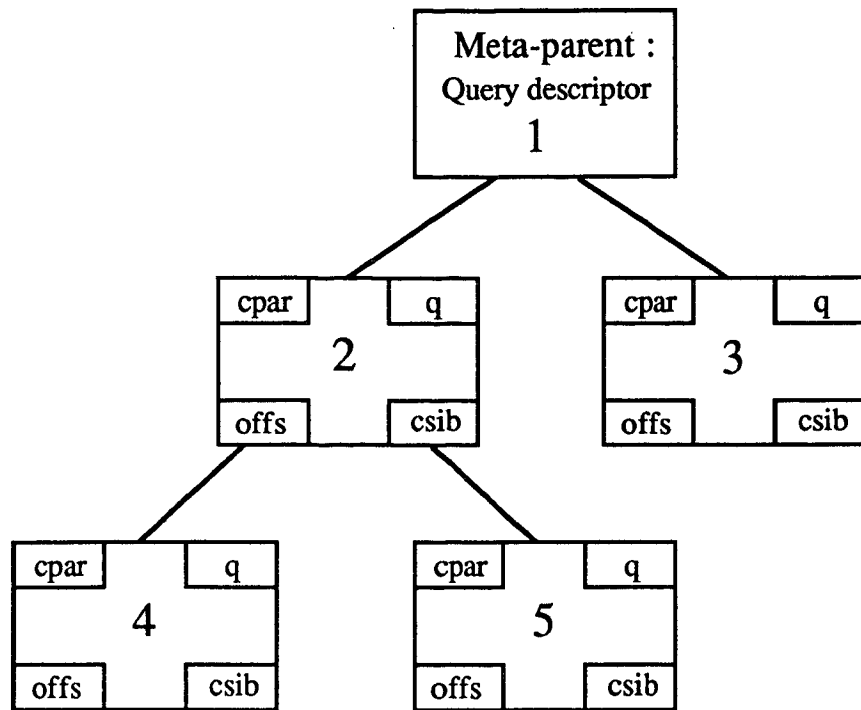 Meta-parent :
Query descriptor
1
cpar q
2
offs csib
cpar q
3
offs csib
cpar q
4
offs csib
cpar q
5
offs csib